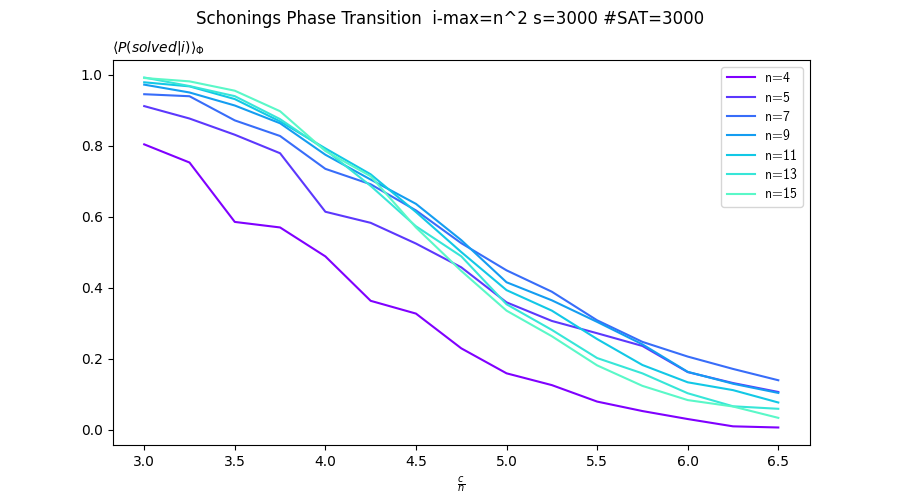 Schonings Phase Transition  i-max=n^2 s=3000 #SAT=3000
⟨P(solved|i)⟩Φ
1.0
0.8
0.6
0.4
0.2
0.0
n=4
n=5
n=7
n=9
n=11
n=13
n=15
3.0 3.5 4.0 4.5 5.0 5.5 6.0 6.5
c/n